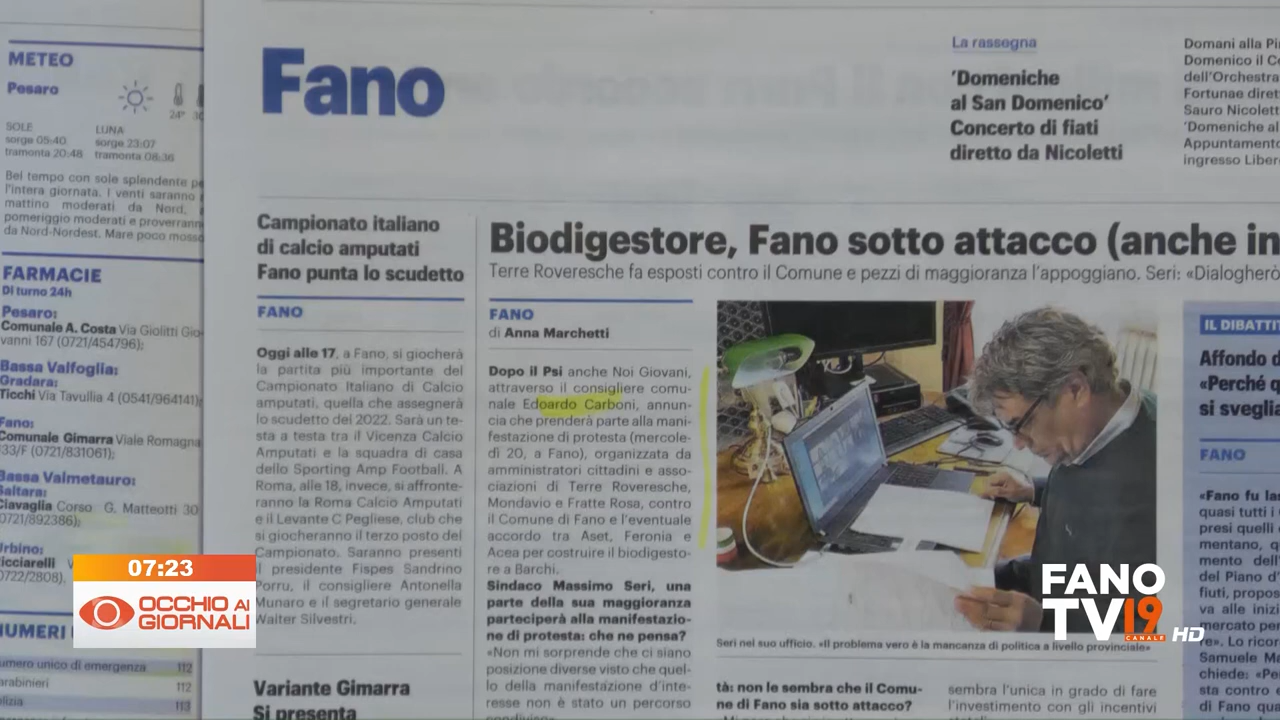 METEO
Pesaro
24°
SOLE
sorge 05:40
tramonta 20:48
LUNA
sorge 23:07
tramonta 08:36
Bel tempo con sole splendente
l'intera giornata. I venti saranno
mattino moderati da Nord,
pomeriggio moderati e proverrann
da Nord-Nordest. Mare poco mosso
FARMACIE
Di turno 24h
Pesaro:
Comunale A. Costa Via Giolitti Gio-
vanni 167 (0721/454796);
Bassa Valfoglia:
Gradara:
Ticchi Via Tavullia 4 (0541/964141);
Fano:
Comunale Gimarra Viale Romagna
133/F (0721/831061);
Bassa Valmetauro:
Saltara:
Ciavaglia Corso G. Matteotti 30
0721/892386);
Urbino:
Ricciarelli
0722/2808).
NUMERI
numero unico di emergenza 112
carabinieri 112
polizia 113
Fano
La rassegna
'Domeniche
al San Domenico'
Concerto di fiati
diretto da Nicoletti
Domani alla Pi
Domenico il Co
dell'Orchestra
Fortunae diret
Sauro Nicolett
'Domeniche al
Appuntamento
ingresso Liber
Campionato italiano
di calcio amputati
Fano punta lo scudetto
FANO
Oggi alle 17, a Fano, si giocherà
la partita più importante del
Campionato Italiano di Calcio
amputati, quella che assegnerà
lo scudetto del 2022. Sarà un te-
sta a testa tra il Vicenza Calcio
Amputati e la squadra di casa
dello Sporting Amp Football. A
Roma, alle 18, invece, si affronte-
ranno la Roma Calcio Amputati
e il Levante C Pegliese, club che
si giocheranno il terzo posto del
Campionato. Saranno presenti
il presidente Fispes Sandrino
Porru, il consigliere Antonella
Munaro e il segretario generale
Walter Silvestri.
Variante Gimarra
Si presenta
Biodigestore, Fano sotto attacco (anche in
Terre Roveresche fa esposti contro il Comune e pezzi di maggioranza l'appoggiano. Seri: «Dialogherò
FANO
di Anna Marchetti
Dopo il Psi anche Noi Giovani,
attraverso il consigliere comu-
nale Edoardo Carboni, annun-
cia che prenderà parte alla mani-
festazione di protesta (mercole-
dì 20, a Fano), organizzata da
amministratori cittadini e asso-
ciazioni di Terre Roveresche,
Mondavio e Fratte Rosa, contro
il Comune di Fano e l'eventuale
accordo tra Aset, Feronia e
Acea per costruire il biodigesto-
re a Barchi.
Sindaco Massimo Seri, una
parte della sua maggioranza
parteciperà alla manifestazio-
ne di protesta: che ne pensa?
«Non mi sorprende che ci siano
posizione diverse visto che quel-
lo della manifestazione d'inte-
resse non è stato un percorso
condiviso».
Seri nel suo ufficio. «Il problema vero è la mancanza di politica a livello provinciale»
tà: non le sembra che il Comu-
ne di Fano sia sotto attacco?
sembra l'unica in grado di fare
l'investimento con gli incentivi
IL DIBATTI
Affondo d
«Perché q
si sveglia
FANO
«Fano fu la
quasi tutti i
presi quelli
mentano, q
mento dell'
del Piano d'
fiuti, propos
va alle inizi
mercato per
re». Lo ricor
Samuele Ma
chiede: «Pe
sta contro
di Fano qua
07:23
OCCHIO AI
GIORNALI
FANO
TV19
CANALE
HD